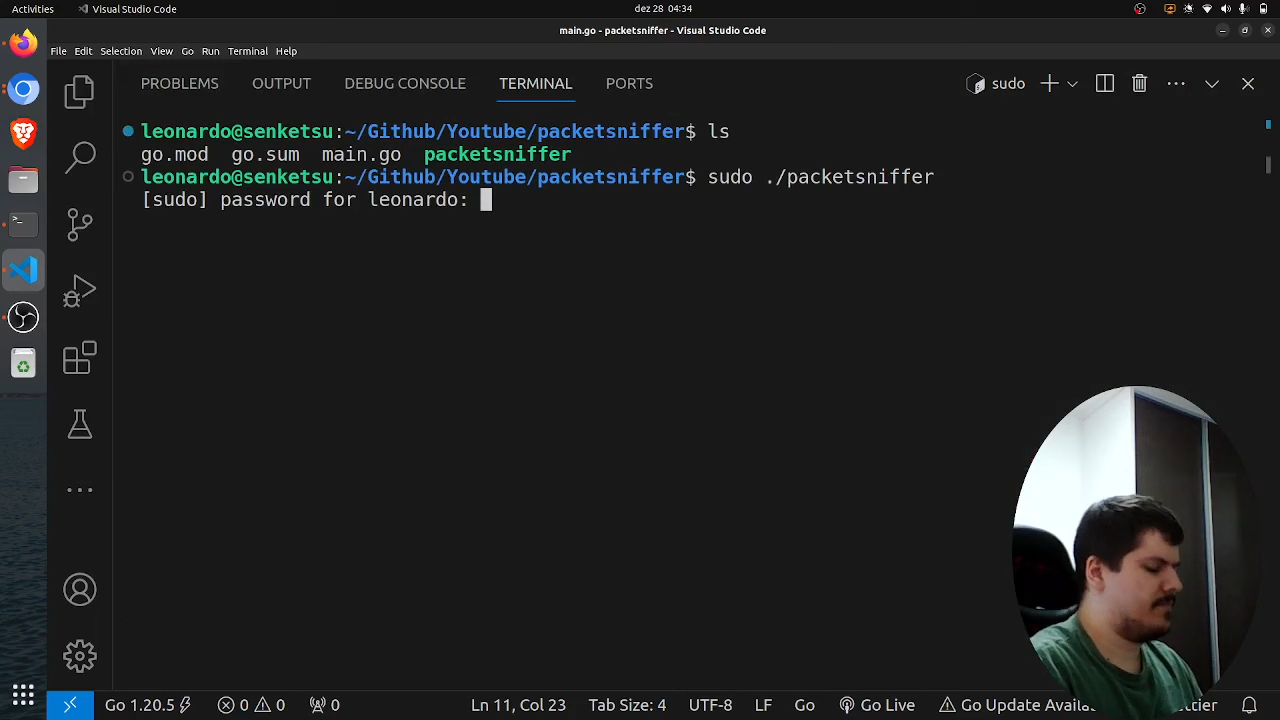 Activities
Visual Studio Code
dez 28 04:34
main.go - packetsniffer - Visual Studio Code
File Edit Selection View Go Run Terminal Help
PROBLEMS OUTPUT DEBUG CONSOLE TERMINAL PORTS
sudo
leonardo@senketsu:~/Github/Youtube/packetsniffer$ ls
go.mod go.sum main.go packetsniffer
leonardo@senketsu:~/Github/Youtube/packetsniffer$ sudo ./packetsniffer
[sudo] password for leonardo:
Go 1.20.5 0 0 0 Ln 11, Col 23 Tab Size: 4 UTF-8 LF Go Go Live Go Update Availa ettier